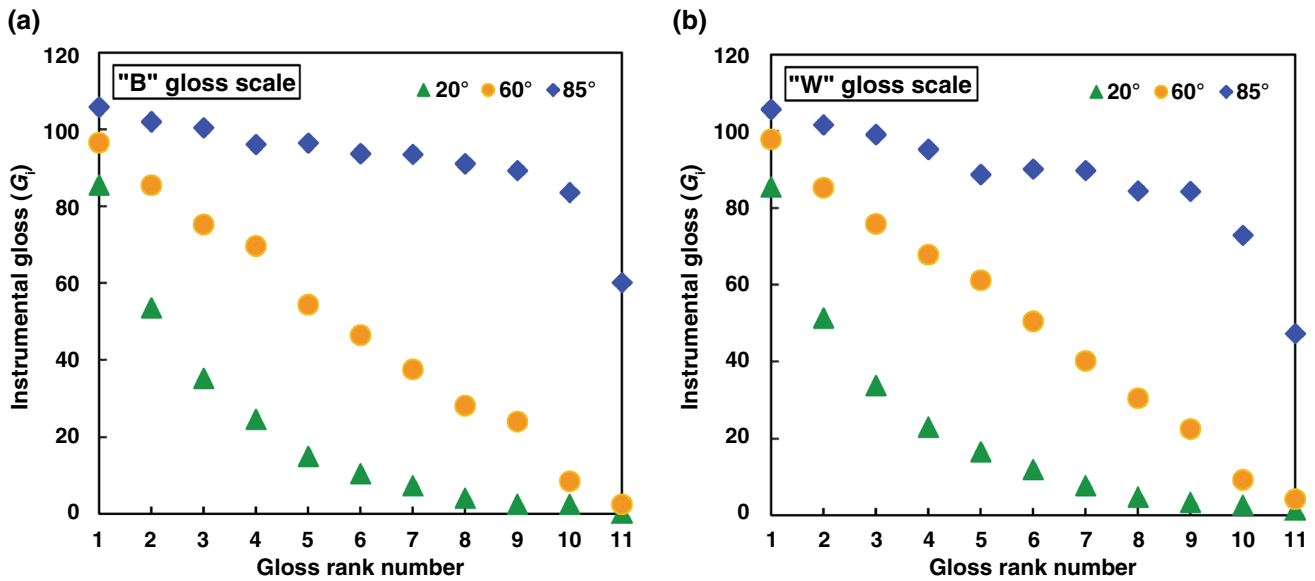 (a)
"B" gloss scale
20° 60° 85°
120
100
80
60
40
20
0
Instrumental gloss (Gᵢ)
1 2 3 4 5 6 7 8 9 10 11
Gloss rank number
(b)
"W" gloss scale
20° 60° 85°
120
100
80
60
40
20
0
Instrumental gloss (Gᵢ)
1 2 3 4 5 6 7 8 9 10 11
Gloss rank number